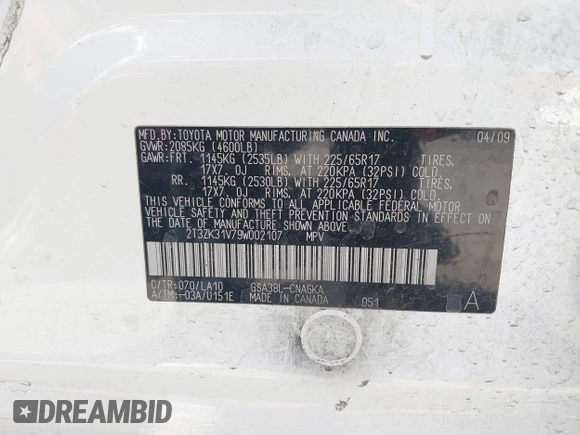 MFD.BY:TOYOTA MOTOR MANUFACTURING CANADA INC. 04/09
GVWR:2085KG (4600LB)
GAWR:FRT. 1145KG (2535LB) WITH 225/65R17 TIRES,
17X7. 0J RIMS, AT 220KPA (32PSI) COLD.
RR. 1145KG (2530LB) WITH 225/65R17 TIRES,
17X7. 0J RIMS, AT 220KPA (32PSI) COLD.
THIS VEHICLE CONFORMS TO ALL APPLICABLE FEDERAL MOTOR
VEHICLE SAFETY AND THEFT PREVENTION STANDARDS IN EFFECT ON
THE DATE OF MANUFACTURE SHOWN ABOVE.
2T3ZK31V79W002107 MPV
C/TR:070/LA10 GSA38L-CNAGKA
A/TM:-03A/U151E MADE IN CANADA 051 A
DREAMBID